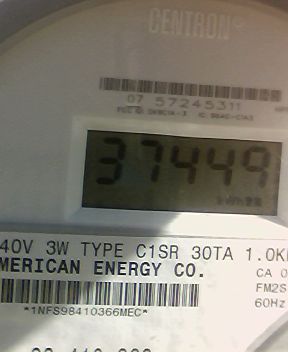 CENTRON®
07 57245311
37449
kWh
40V 3W TYPE C1SR 30TA 1.0K
MERICAN ENERGY CO.
CA 0
FM2S
60Hz
*1NFS98410366MEC*